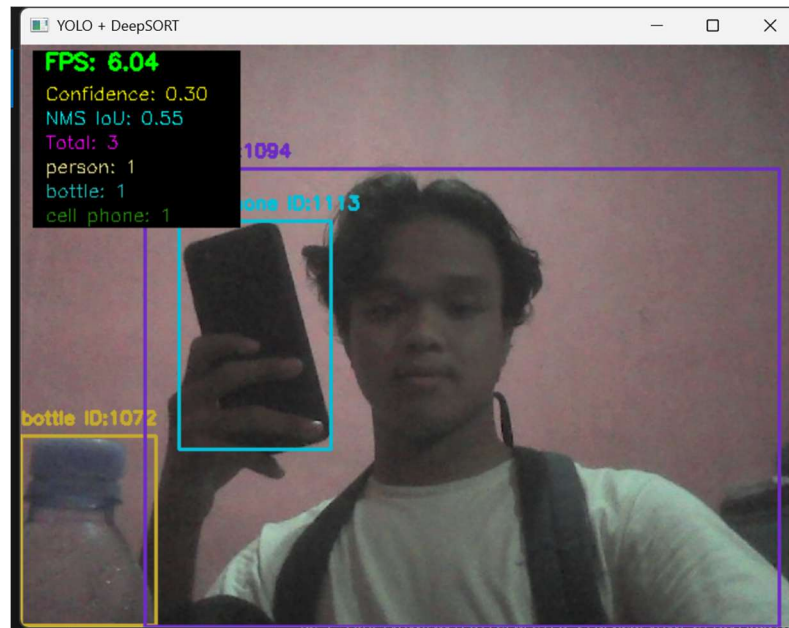 YOLO + DeepSORT
FPS: 6.04
Confidence: 0.30
NMS IoU: 0.55
Total: 3
person: 1
bottle: 1
cell phone: 1
:1094
one ID:1113
bottle ID:1072